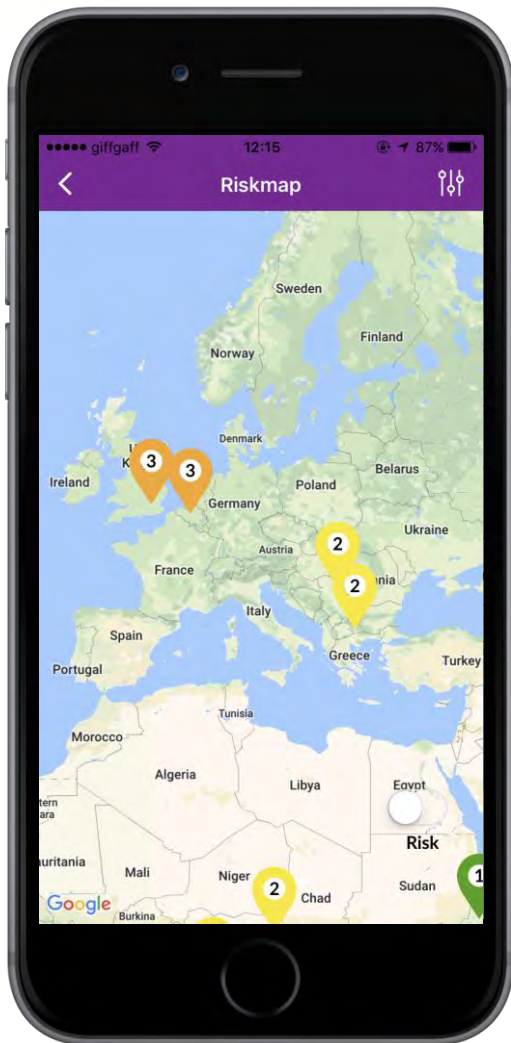 giffgaff 12:15 87%
Riskmap
Sweden
Finland
Norway
Denmark
3
3
Belarus
Ireland
Poland
Germany
Ukraine
2
Austria
France
2
Italy
Spain
Greece
Turkey
Portugal
Tunisia
Morocco
Algeria
Libya
Egypt
Risk
Mali
Niger
2
Chad
Sudan
1
Google
Burkina